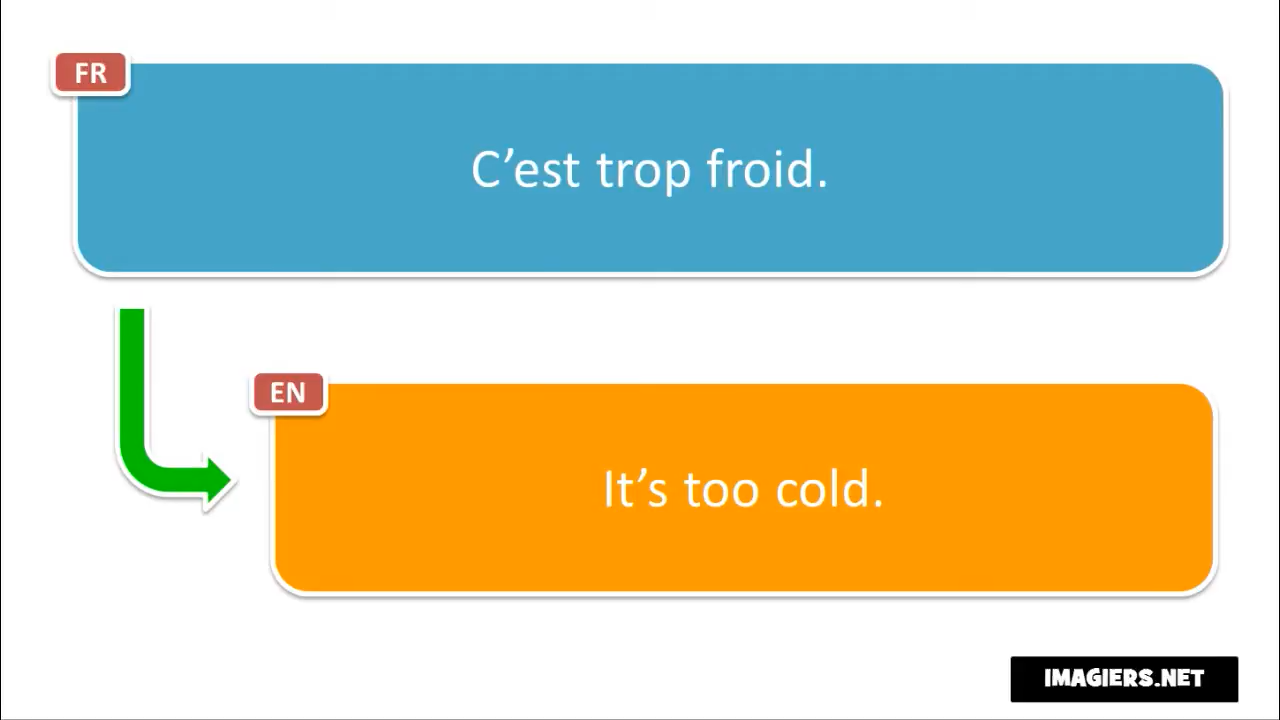 FR
C’est trop froid.
EN
It’s too cold.
IMAGIERS.NET